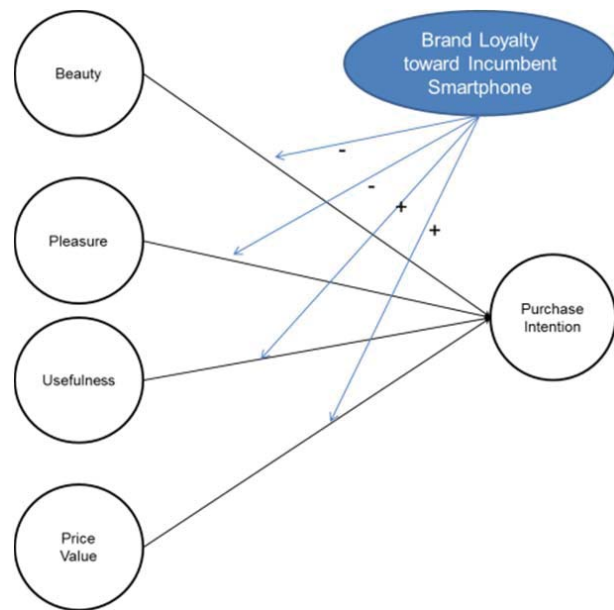 Beauty
Brand Loyalty
toward Incumbent
Smartphone
-
-
+
+
Pleasure
Purchase
Intention
Usefulness
Price
Value